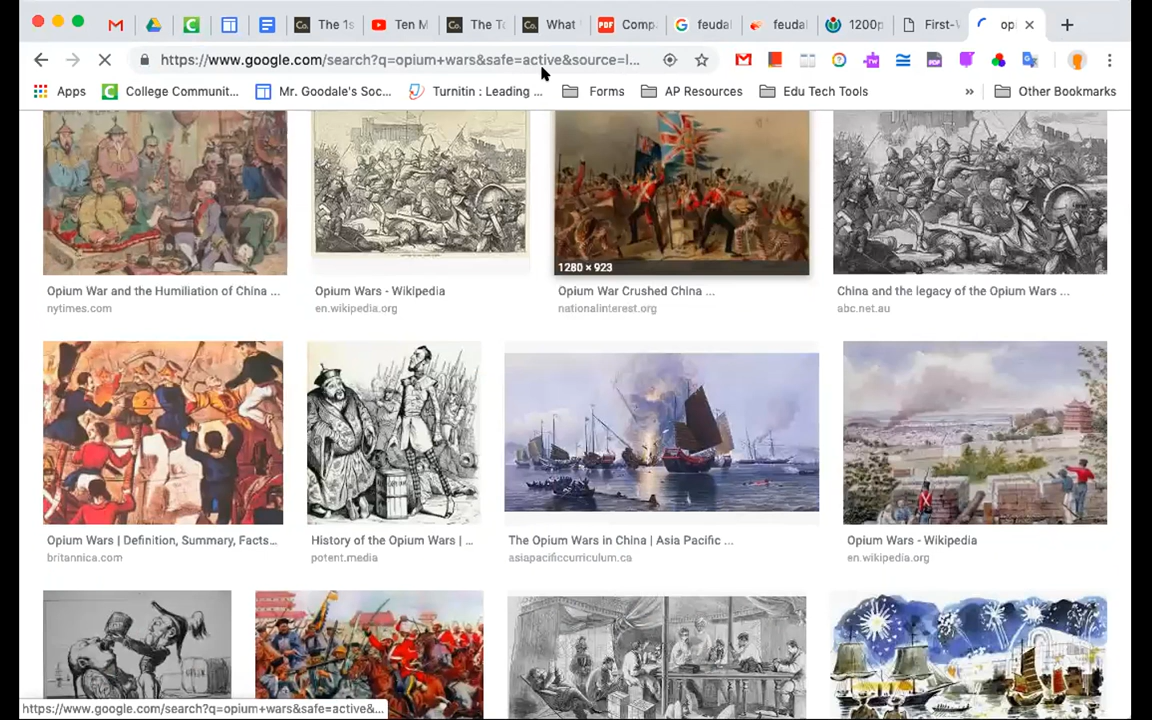 The 1s
Ten M
The To
What
PDF
Comp
feudal
feudal
1200p
First-
op
https://www.google.com/search?q=opium+wars&safe=active&source=l...
Apps
College Communit...
Mr. Goodale's Soc...
Turnitin : Leading ...
Forms
AP Resources
Edu Tech Tools
»
Other Bookmarks
1280 × 923
Opium War and the Humiliation of China ...
Opium Wars - Wikipedia
Opium War Crushed China ...
China and the legacy of the Opium Wars ...
nytimes.com
en.wikipedia.org
nationalinterest.org
abc.net.au
Opium Wars | Definition, Summary, Facts...
History of the Opium Wars | ...
The Opium Wars in China | Asia Pacific ...
Opium Wars - Wikipedia
britannica.com
potent.media
asiapacificcurriculum.ca
en.wikipedia.org
https://www.google.com/search?q=opium+wars&safe=active&...